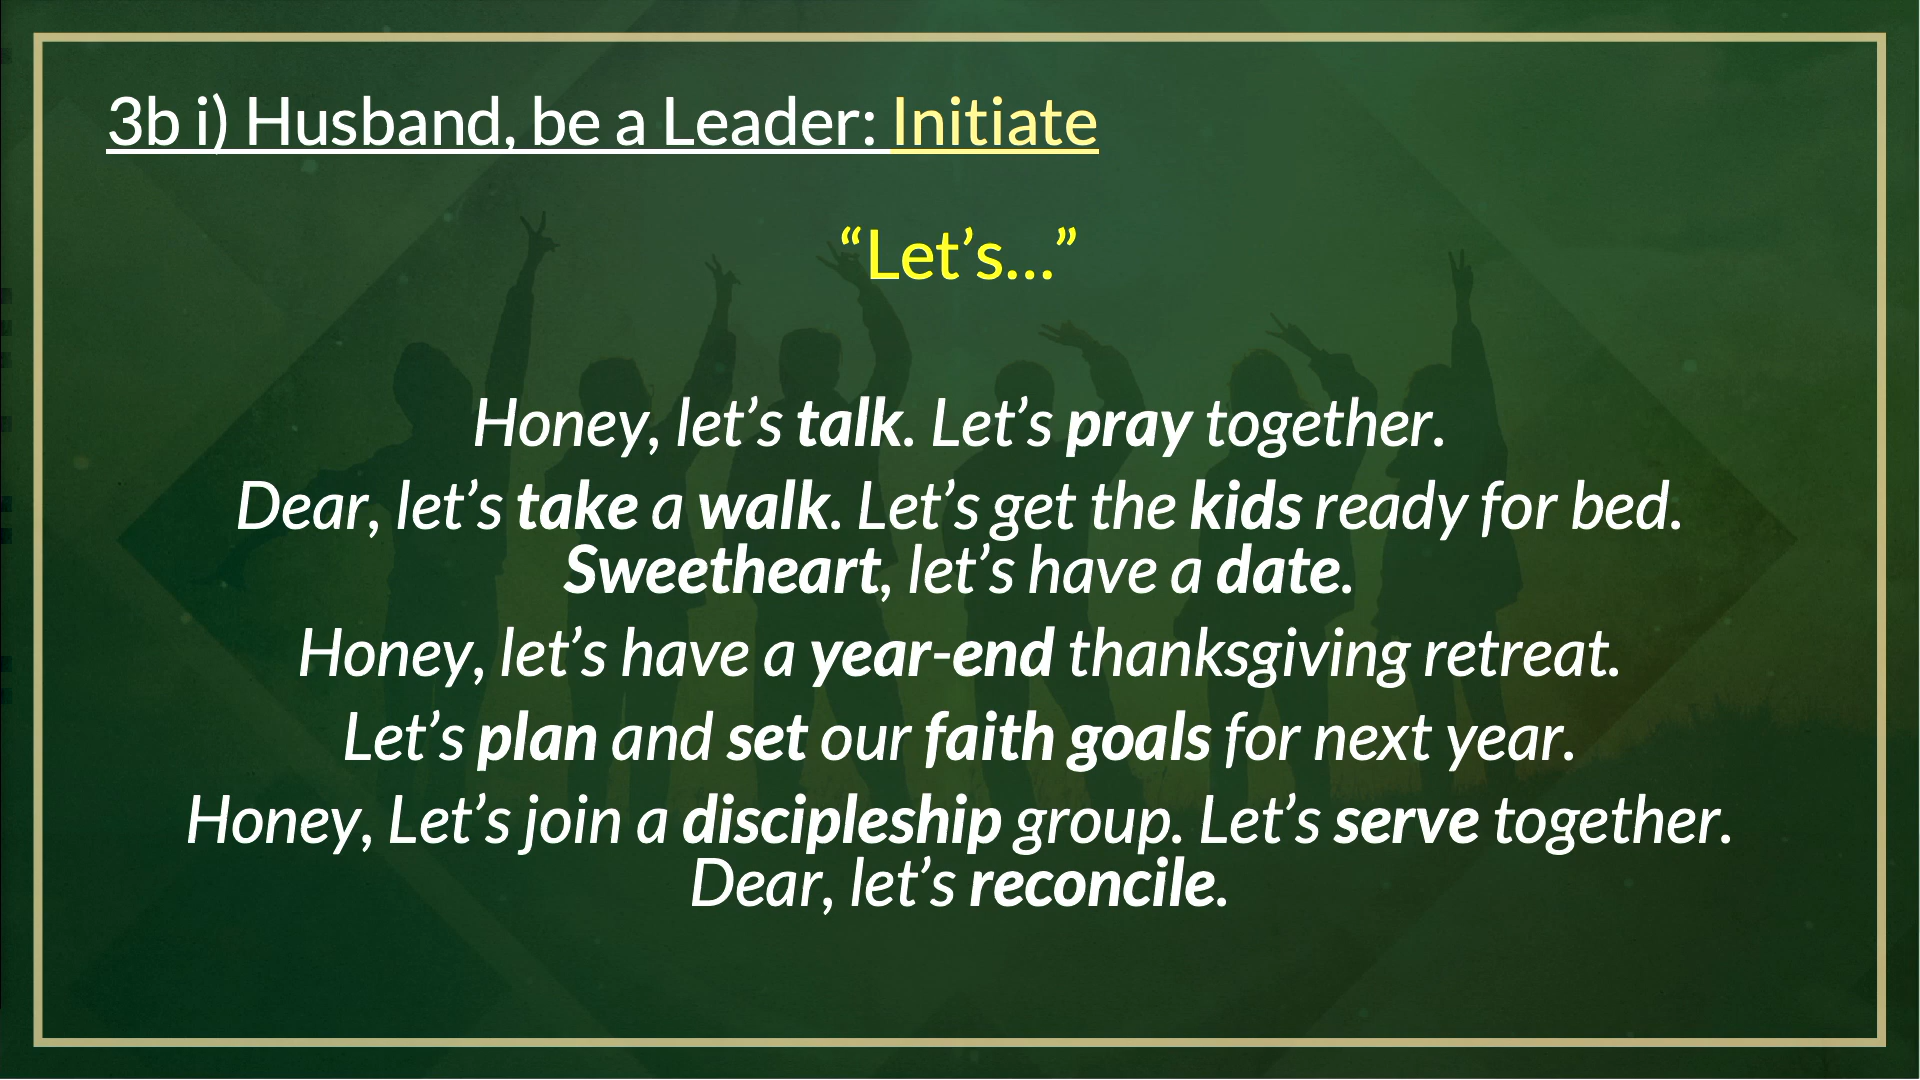 3b i) Husband, be a Leader: Initiate
“Let’s...”
Honey, let’s talk. Let’s pray together.
Dear, let’s take a walk. Let’s get the kids ready for bed.
Sweetheart, let’s have a date.
Honey, let’s have a year-end thanksgiving retreat.
Let’s plan and set our faith goals for next year.
Honey, Let’s join a discipleship group. Let’s serve together.
Dear, let’s reconcile.